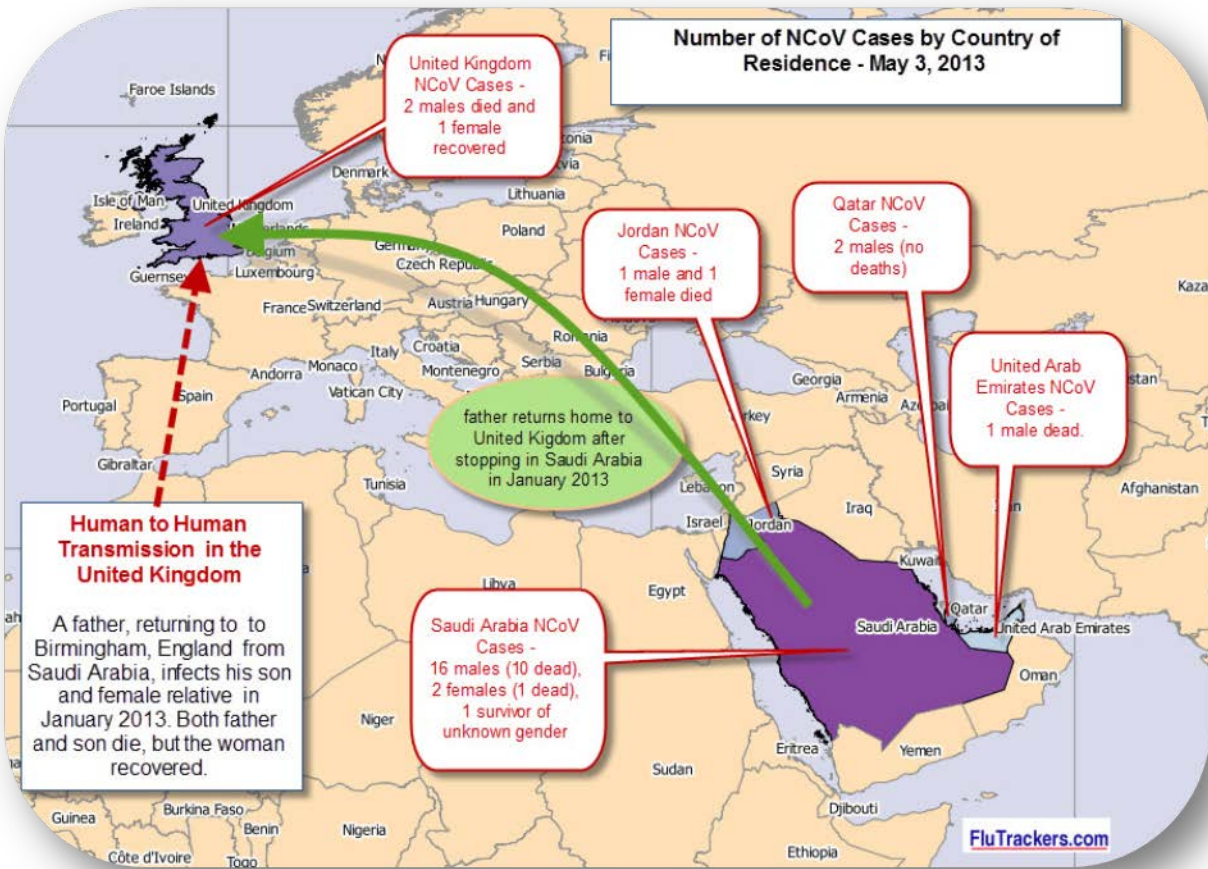 Number of NCoV Cases by Country of
Residence - May 3, 2013
United Kingdom
NCoV Cases -
2 males died and
1 female
recovered
Jordan NCoV
Cases -
1 male and 1
female died
Qatar NCoV
Cases -
2 males (no
deaths)
United Arab
Emirates NCoV
Cases -
1 male dead.
father returns home to
United Kigdom after
stopping in Saudi Arabia
in January 2013
Human to Human
Transmission in the
United Kingdom
A father, returning to to
Birmingham, England from
Saudi Arabia, infects his son
and female relative in
January 2013. Both father
and son die, but the woman
recovered.
Saudi Arabia NCoV
Cases -
16 males (10 dead),
2 females (1 dead),
1 survivor of
unknown gender
Faroe Islands
Isle of Man
United Kingdom
Ireland
Denmark
Lithuania
Poland
Belgium
Czech Republic
Guernsey
Luxembourg
France
Switzerland
Austria
Hungary
Romania
Croatia
Italy
Monaco
Serbia
Andorra
Montenegro
Bulgaria
Vatican City
Portugal
Spain
Georgia
Armenia
Gibraltar
Tunisia
Syria
Lebanon
Afghanistan
Israel
Jordan
Iraq
Kuwait
Libya
Egypt
Qatar
Saudi Arabia
United Arab Emirates
Oman
Niger
Eritrea
Yemen
Sudan
Djibouti
Guinea
Burkina Faso
Benin
Nigeria
Côte d'Ivoire
Togo
Ethiopia
FluTrackers.com